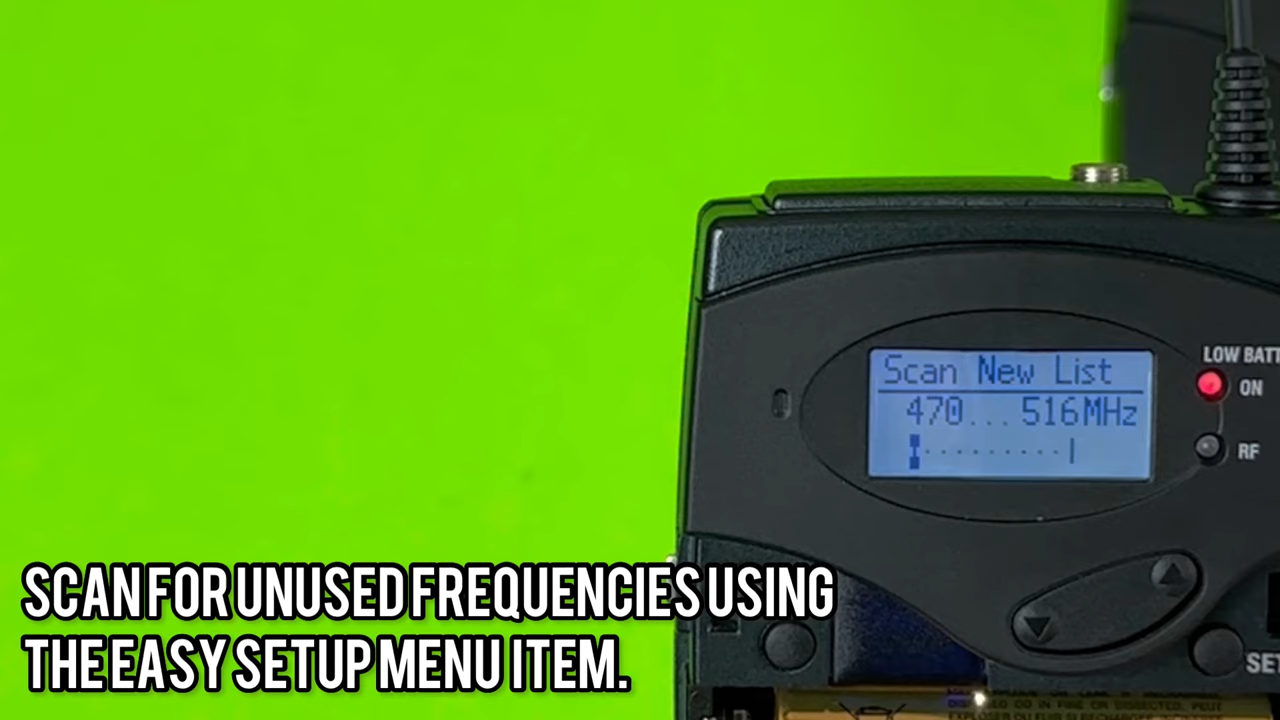 Scan New List
470...516MHz
LOW BATT
ON
RF
SET
SCAN FOR UNUSED FREQUENCIES USING
THE EASY SETUP MENU ITEM.